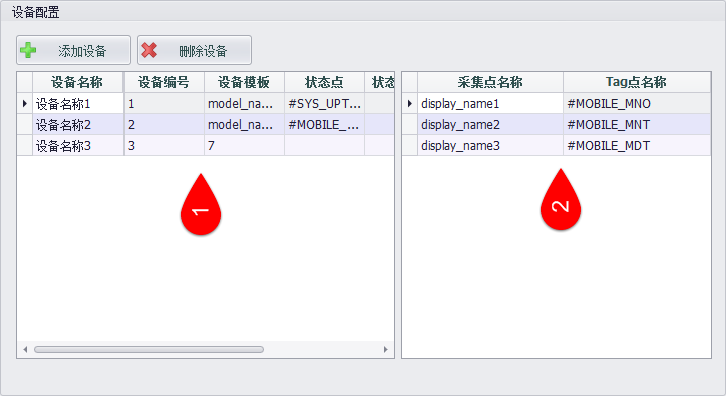 设备配置
添加设备 删除设备
设备名称 设备编号 设备模板 状态点 状态 采集点名称 Tag点名称
设备名称1 1 model_na... #SYS_UPT... display_name1 #MOBILE_MNO
设备名称2 2 model_na... #MOBILE_... display_name2 #MOBILE_MNT
设备名称3 3 7 display_name3 #MOBILE_MDT
1 2